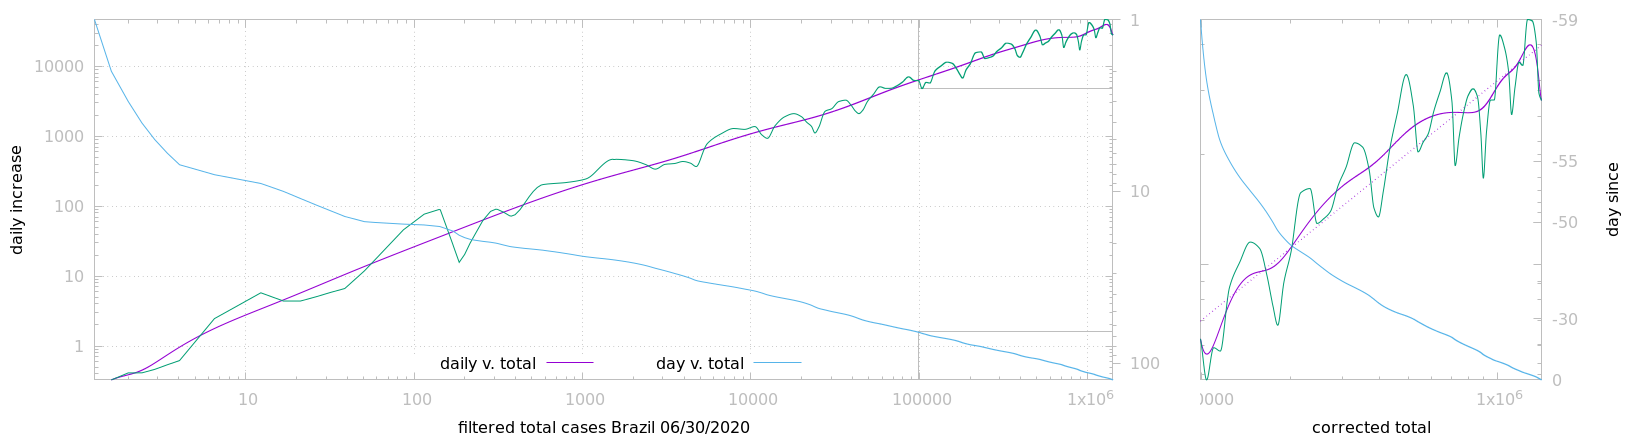 daily increase
10000
1000
100
10
1
daily v. total
day v. total
10
100
1000
10000
100000
1x10^6
filtered total cases Brazil 06/30/2020
1
10
100
0000
1x10^6
corrected total
-59
-55
-50
-30
0
day since